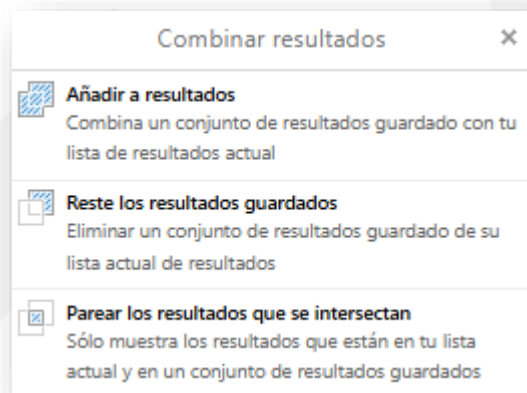 Combinar resultados ×
Añadir a resultados
Combina un conjunto de resultados guardado con tu
lista de resultados actual
Reste los resultados guardados
Eliminar un conjunto de resultados guardado de su
lista actual de resultados
Parear los resultados que se intersectan
Sólo muestra los resultados que están en tu lista
actual y en un conjunto de resultados guardados